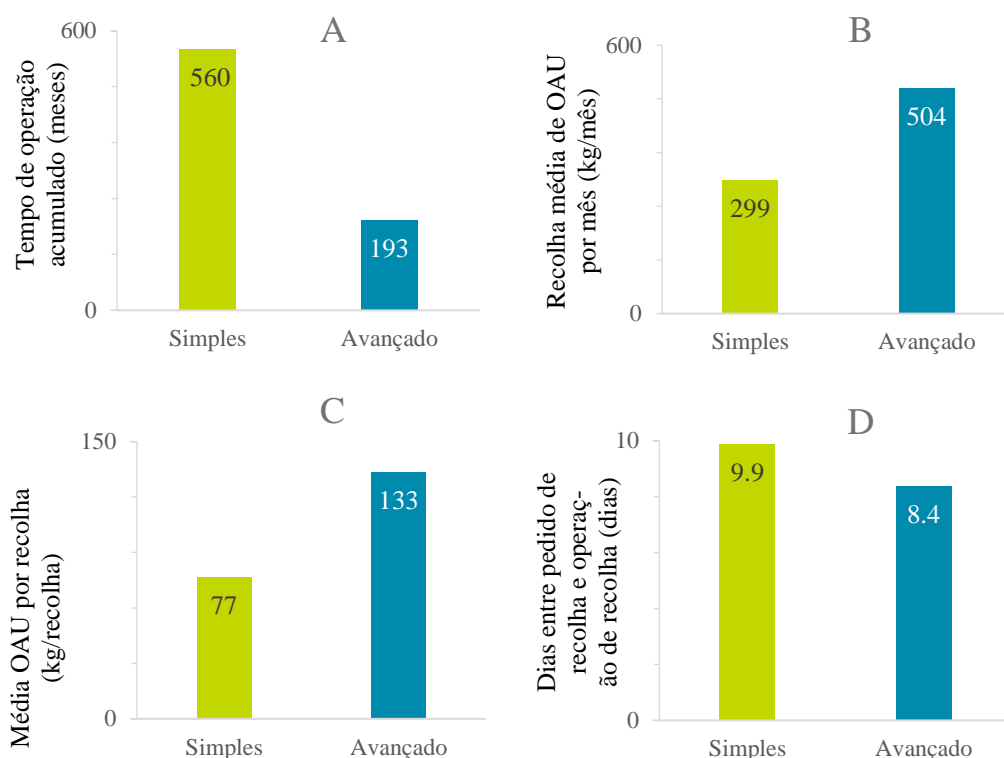 A
Tempo de operação
acumulado (meses)
600
0
560
193
Simples
Avançado
B
Recolha média de OAU
por mês (kg/mês)
600
0
299
504
Simples
Avançado
C
Média OAU por recolha
(kg/recolha)
150
0
77
133
Simples
Avançado
D
Dias entre pedido de
recolha e operaç-
ão de recolha (dias)
10
0
9.9
8.4
Simples
Avançado